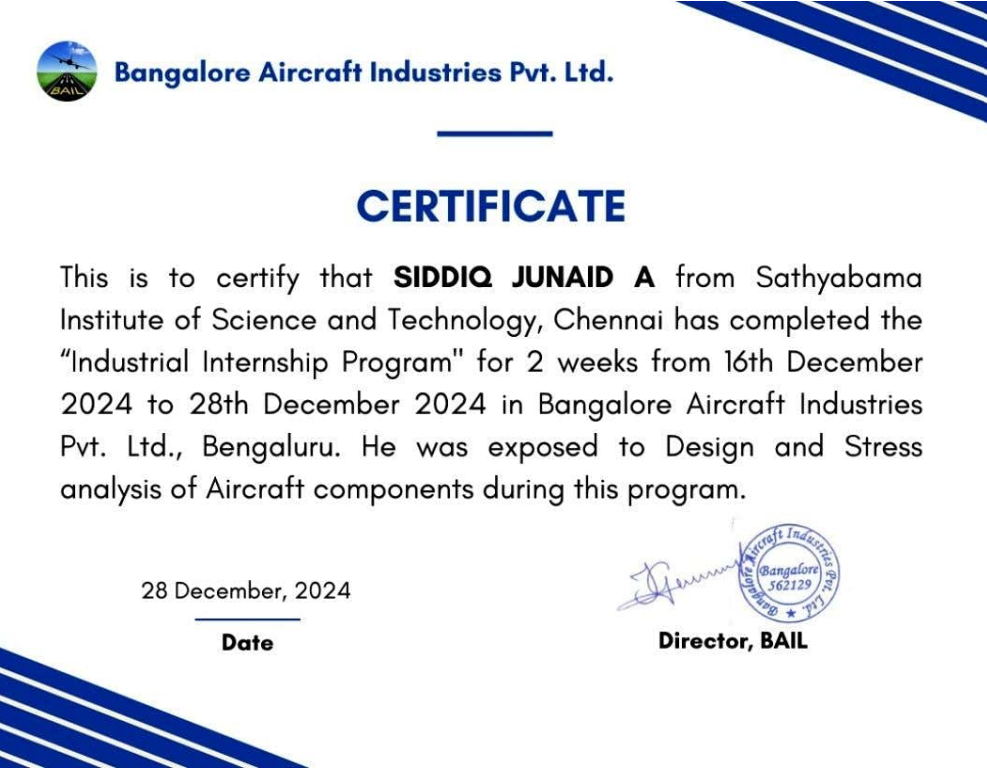 BAIL
Bangalore Aircraft Industries Pvt. Ltd.
CERTIFICATE
This is to certify that SIDDIQ JUNAID A from Sathyabama
Institute of Science and Technology, Chennai has completed the
“Industrial Internship Program" for 2 weeks from 16th December
2024 to 28th December 2024 in Bangalore Aircraft Industries
Pvt. Ltd., Bengaluru. He was exposed to Design and Stress
analysis of Aircraft components during this program.
28 December, 2024
Date
Bangalore Aircraft Industries Pvt. Ltd. ★
Bangalore
562129
Director, BAIL